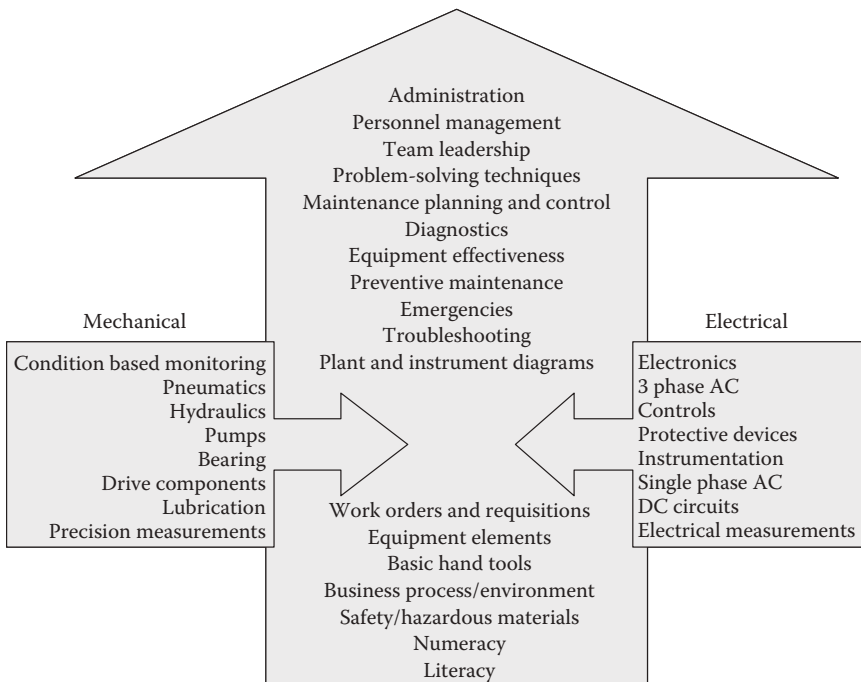 Administration
Personnel management
Team leadership
Problem-solving techniques
Maintenance planning and control
Diagnostics
Equipment effectiveness
Preventive maintenance
Emergencies
Troubleshooting
Plant and instrument diagrams
Mechanical
Condition based monitoring
Pneumatics
Hydraulics
Pumps
Bearing
Drive components
Lubrication
Precision measurements
Electrical
Electronics
3 phase AC
Controls
Protective devices
Instrumentation
Single phase AC
DC circuits
Electrical measurements
Work orders and requisitions
Equipment elements
Basic hand tools
Business process/environment
Safety/hazardous materials
Numeracy
Literacy